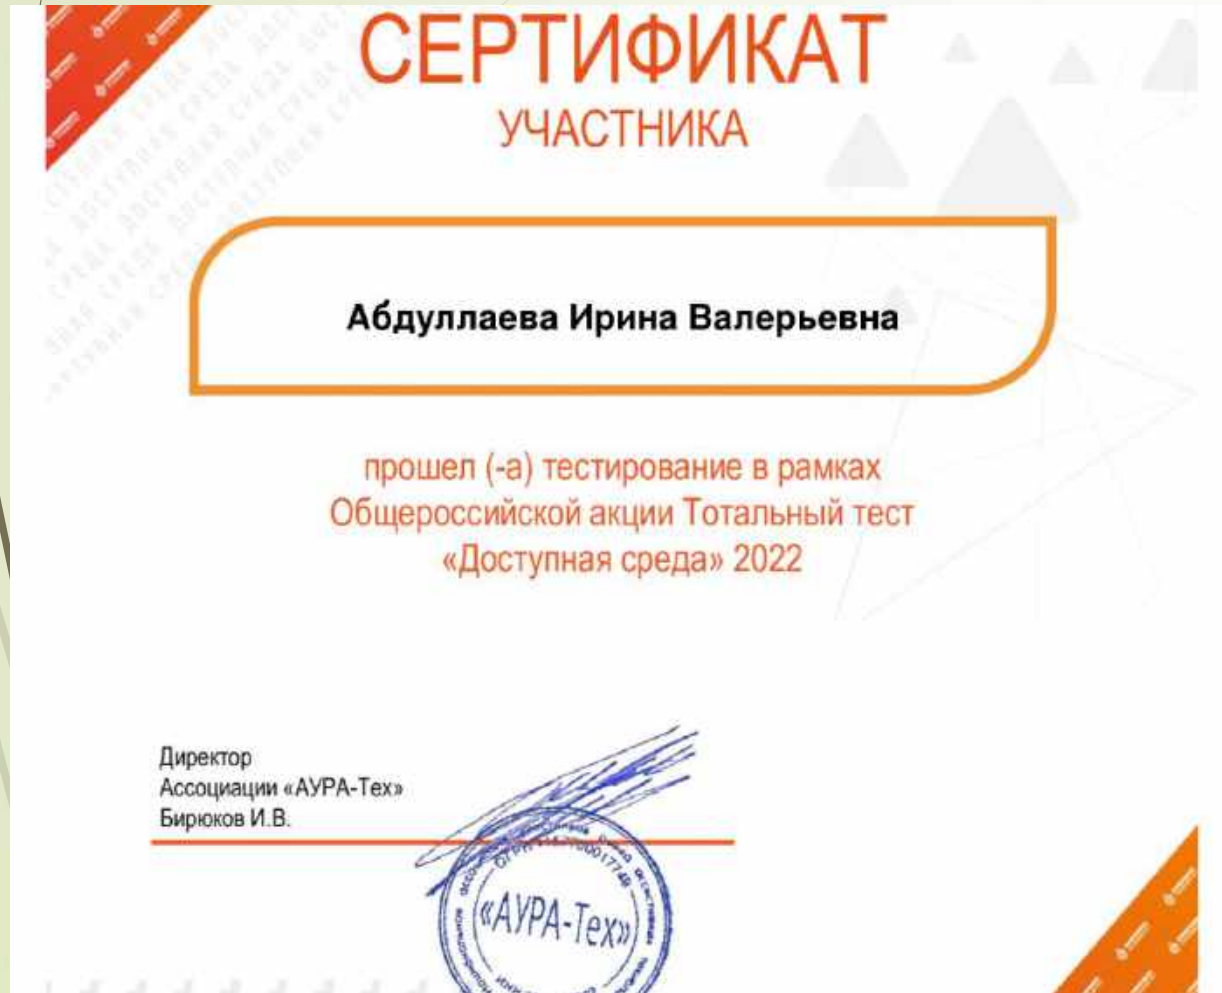 СЕРТИФИКАТ
УЧАСТНИКА
Абдуллаева Ирина Валерьевна
прошел (-а) тестирование в рамках
Общероссийской акции Тотальный тест
«Доступная среда» 2022
Директор
Ассоциации «АУРА-Тех»
Бирюков И.В.
«АУРА-Тех»